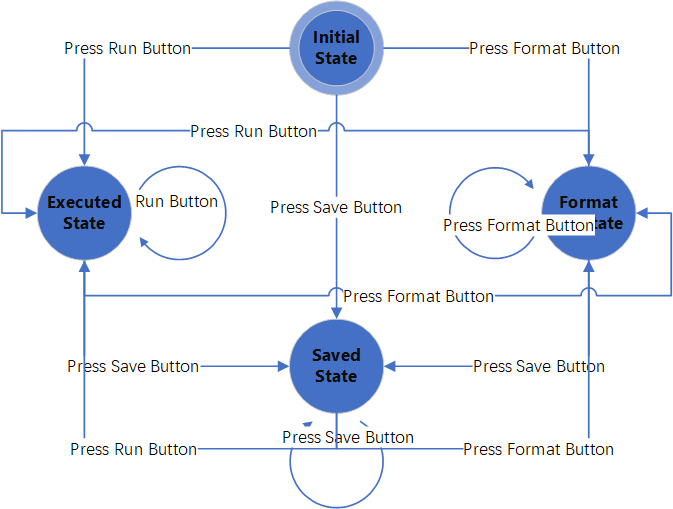 Initial
State
Press Run Button
Press Format Button
Press Run Button
Executed
State
Run Button
Press Save Button
Format
Press Format Button
Press Format Button
Saved
State
Press Save Button
Press Save Button
Press Save Button
Press Run Button
Press Format Button